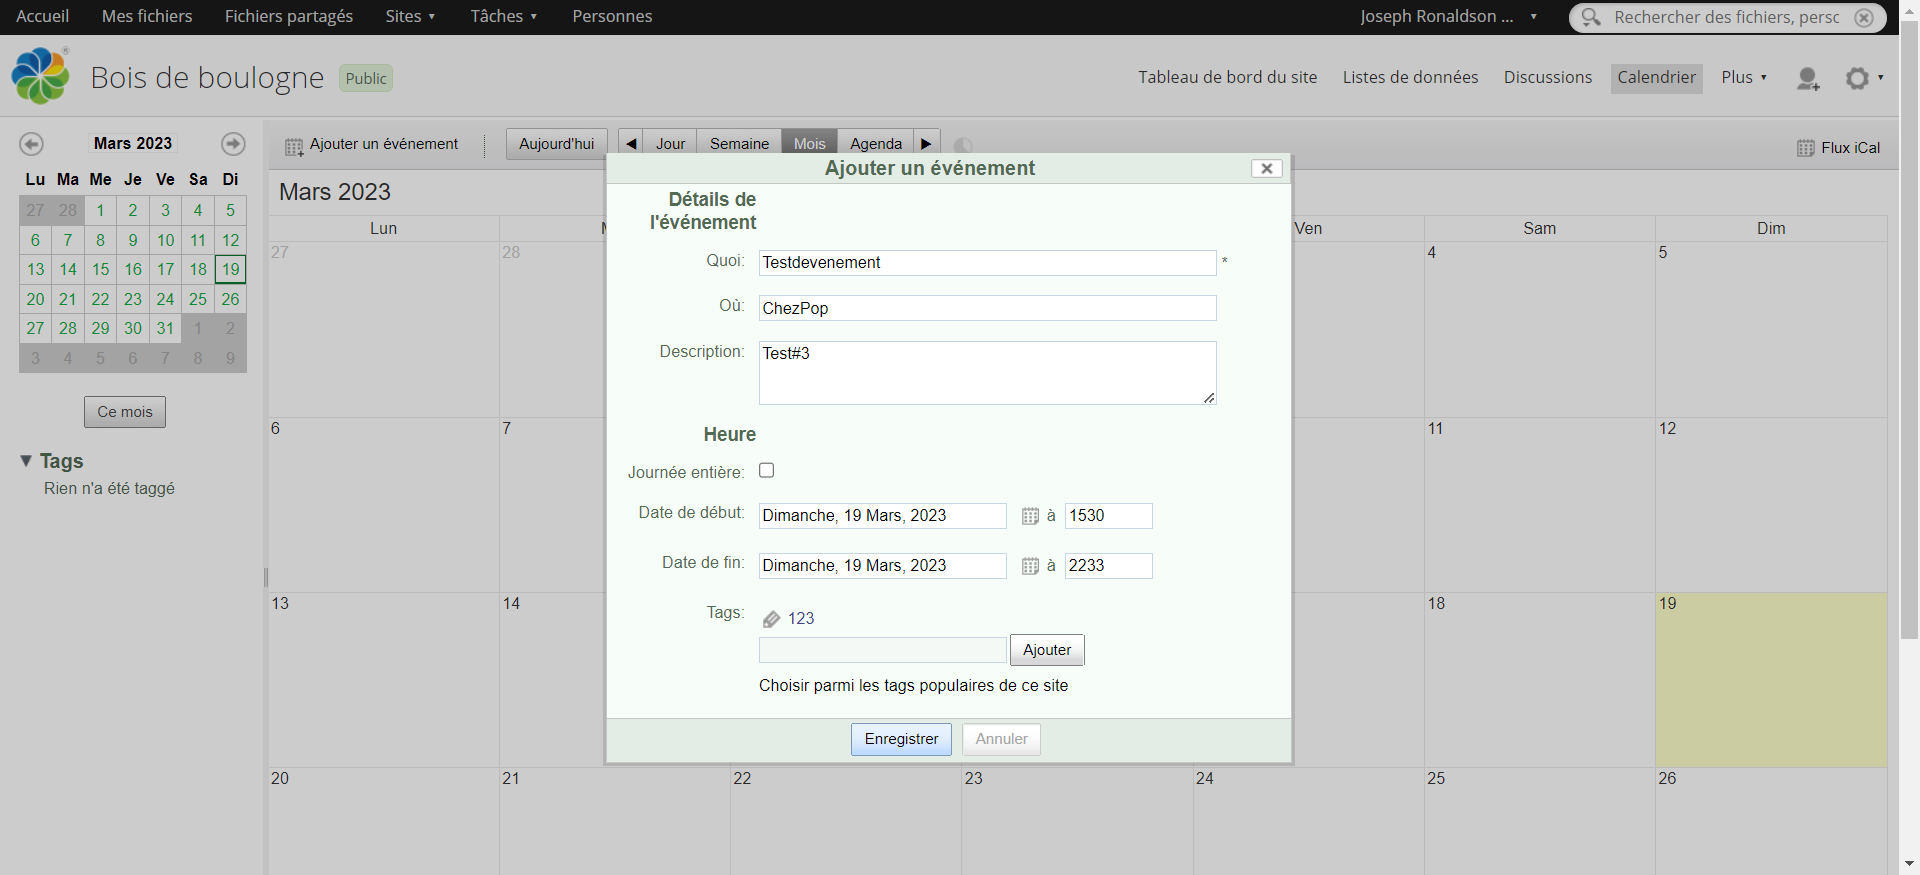 Accueil Mes fichiers Fichiers partagés Sites ▼ Tâches ▼ Personnes Joseph Ronaldson ... ▼ Rechercher des fichiers, persc
Bois de boulogne Public Tableau de bord du site Listes de données Discussions Calendrier Plus ▼
Mars 2023
Lu Ma Me Je Ve Sa Di
27 28 1 2 3 4 5
6 7 8 9 10 11 12
13 14 15 16 17 18 19
20 21 22 23 24 25 26
27 28 29 30 31 1 2
3 4 5 6 7 8 9
Ce mois
▼ Tags
Rien n'a été taggé
Ajouter un événement Aujourd'hui ◀ Jour Semaine Mois Agenda ▶ Flux iCal
Mars 2023
Lun Ven Sam Dim
27 28 4 5
6 7 11 12
13 14 18 19
20 21 22 23 24 25 26
Ajouter un événement
Détails de
l'événement
Quoi: Testdevenement *
Où: ChezPop
Description: Test#3
Heure
Journée entière:
Date de début: Dimanche, 19 Mars, 2023 à 1530
Date de fin: Dimanche, 19 Mars, 2023 à 2233
Tags: 123
Ajouter
Choisir parmi les tags populaires de ce site
Enregistrer Annuler